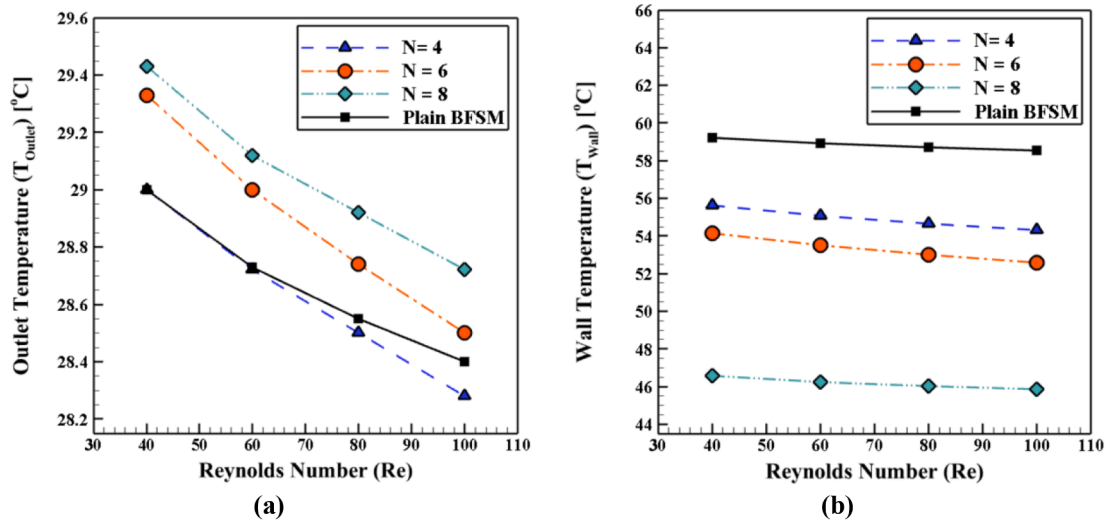 29.6
29.4
29.2
29
28.8
28.6
28.4
28.2
30 40 50 60 70 80 90 100 110
Outlet Temperature (T_Outlet) [°C]
Reynolds Number (Re)
N= 4
N = 6
N = 8
Plain BFSM
(a)
66
64
62
60
58
56
54
52
50
48
46
44
30 40 50 60 70 80 90 100 110
Wall Temperature (T_Wall) [°C]
Reynolds Number (Re)
N= 4
N = 6
N = 8
Plain BFSM
(b)